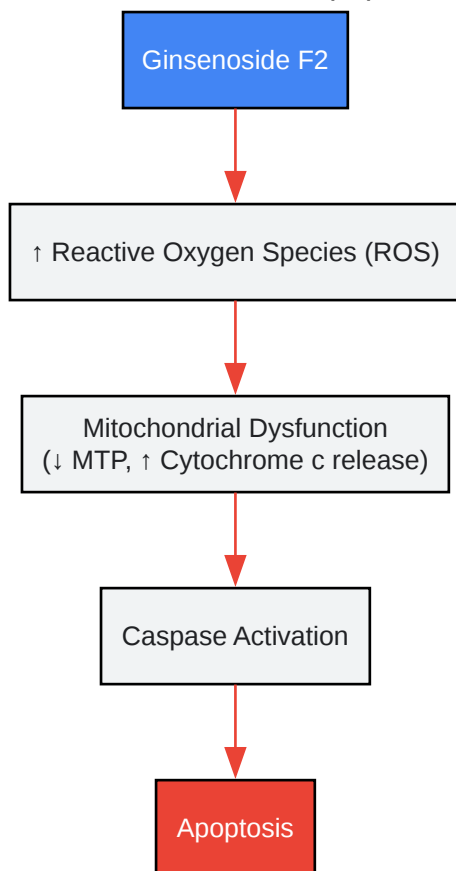 Ginsenoside F2
↑ Reactive Oxygen Species (ROS)
Mitochondrial Dysfunction
(↓ MTP, ↑ Cytochrome c release)
Caspase Activation
Apoptosis